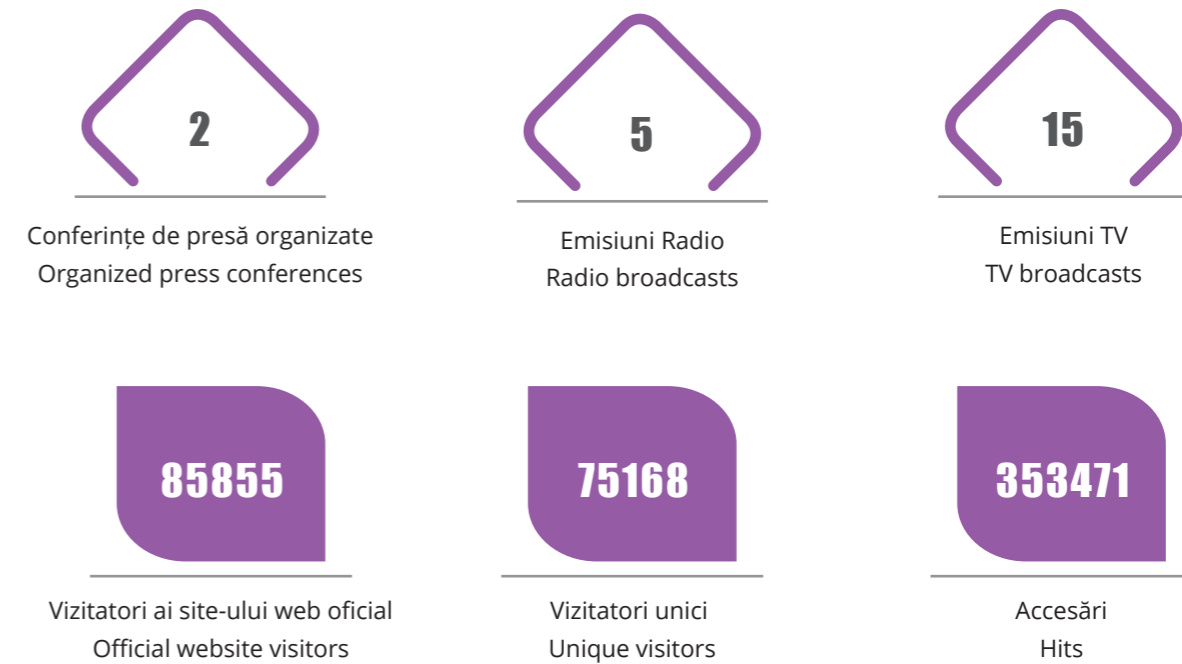 2
Conferințe de presă organizate
Organized press conferences
5
Emisiuni Radio
Radio broadcasts
15
Emisiuni TV
TV broadcasts
85855
Vizitatori ai site-ului web oficial
Official website visitors
75168
Vizitatori unici
Unique visitors
353471
Accesări
Hits